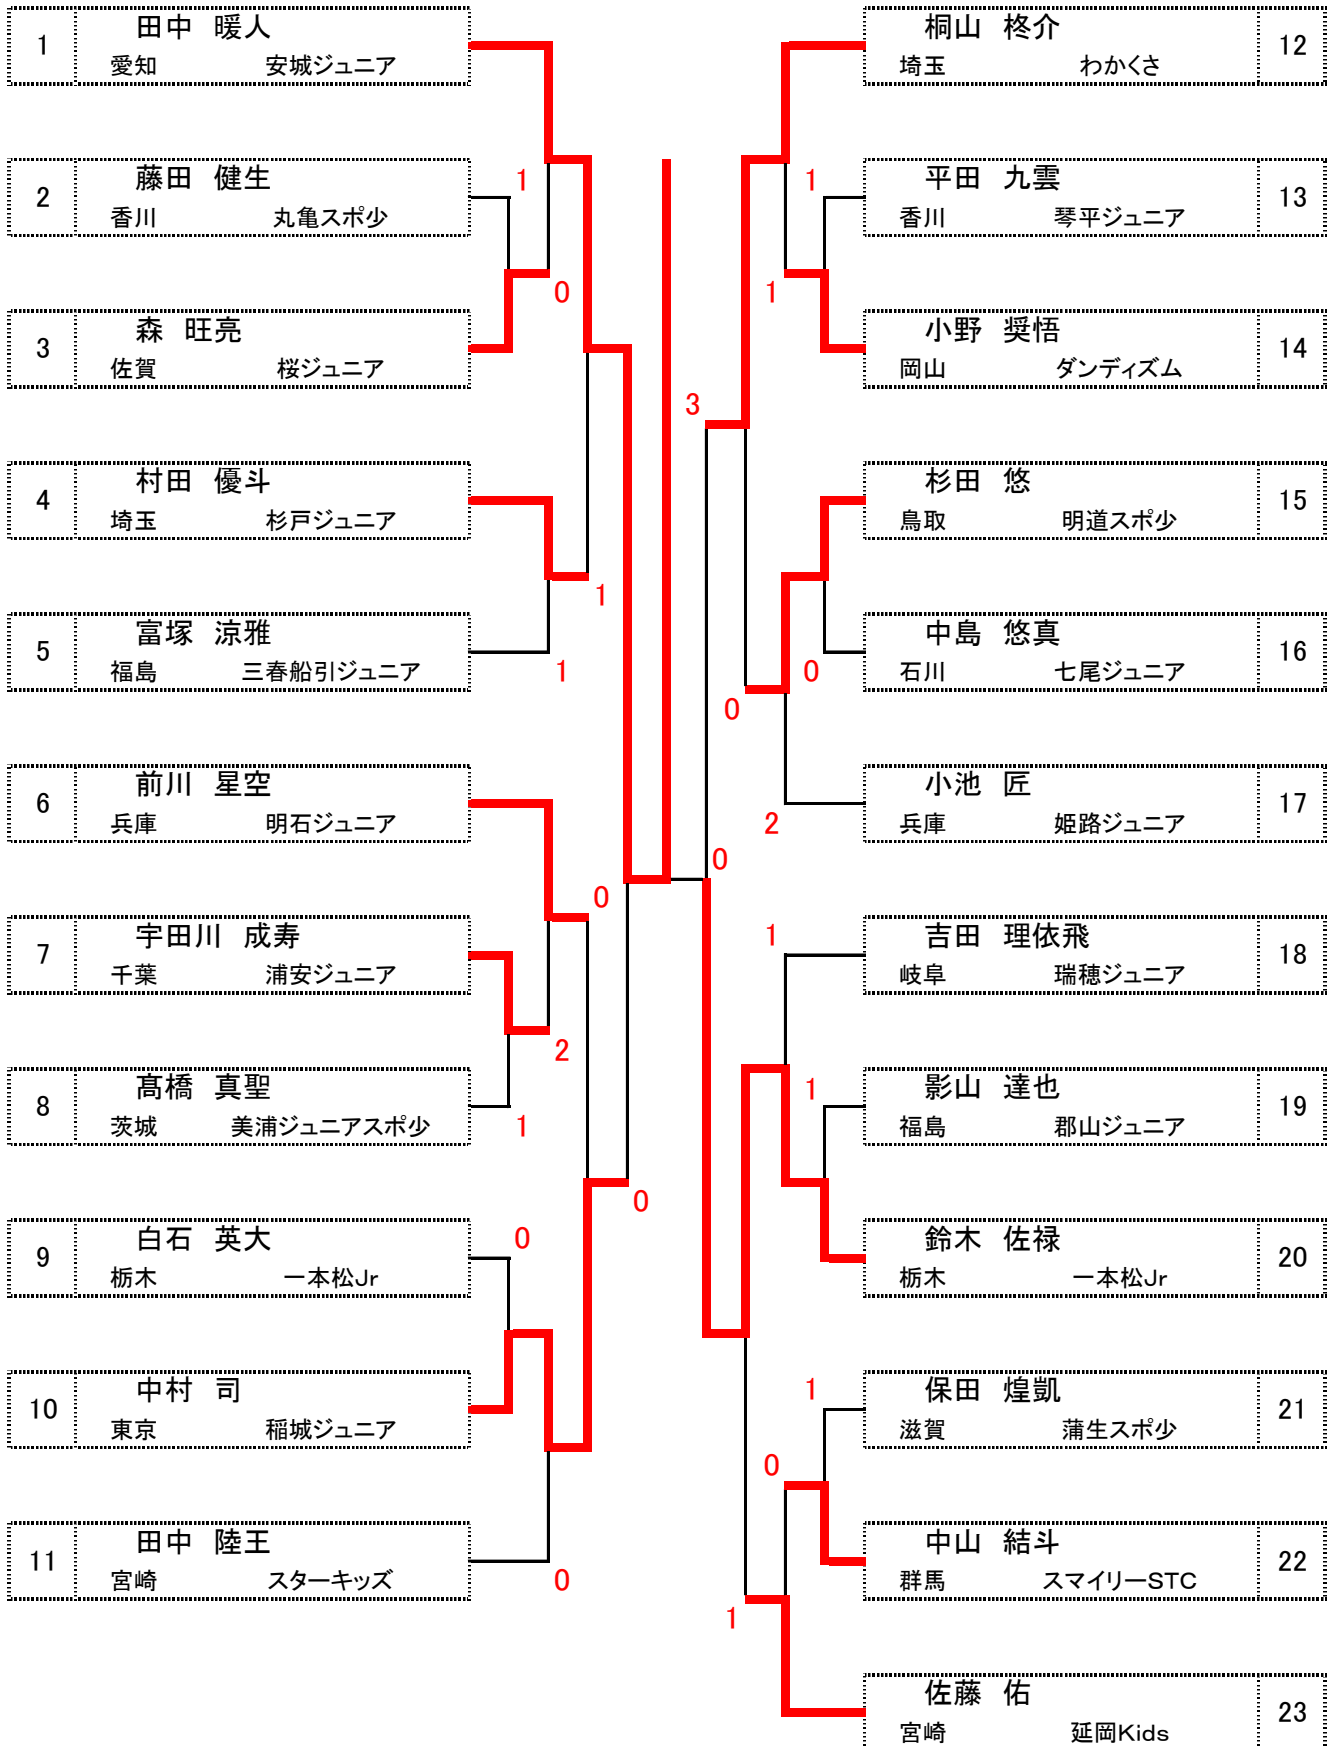 1 田中 暖人
愛知 安城ジュニア
2 藤田 健生
香川 丸亀スポ少
1
3 森 旺亮
佐賀 桜ジュニア
0
4 村田 優斗
埼玉 杉戸ジュニア
1
5 富塚 涼雅
福島 三春船引ジュニア
1
6 前川 星空
兵庫 明石ジュニア
0
7 宇田川 成寿
千葉 浦安ジュニア
2
8 髙橋 真聖
茨城 美浦ジュニアスポ少
1
0
9 白石 英大
栃木 一本松Jr
0
10 中村 司
東京 稲城ジュニア
11 田中 陸王
宮崎 スターキッズ
0
桐山 柊介 12
埼玉 わかくさ
1
平田 九雲 13
香川 琴平ジュニア
1
小野 奨悟 14
岡山 ダンディズム
3
杉田 悠 15
鳥取 明道スポ少
中島 悠真 16
石川 七尾ジュニア
0
0
小池 匠 17
兵庫 姫路ジュニア
2
0
1
吉田 理依飛 18
岐阜 瑞穂ジュニア
1
影山 達也 19
福島 郡山ジュニア
鈴木 佐禄 20
栃木 一本松Jr
1
保田 煌凱 21
滋賀 蒲生スポ少
0
中山 結斗 22
群馬 スマイリーSTC
1
佐藤 佑 23
宮崎 延岡Kids